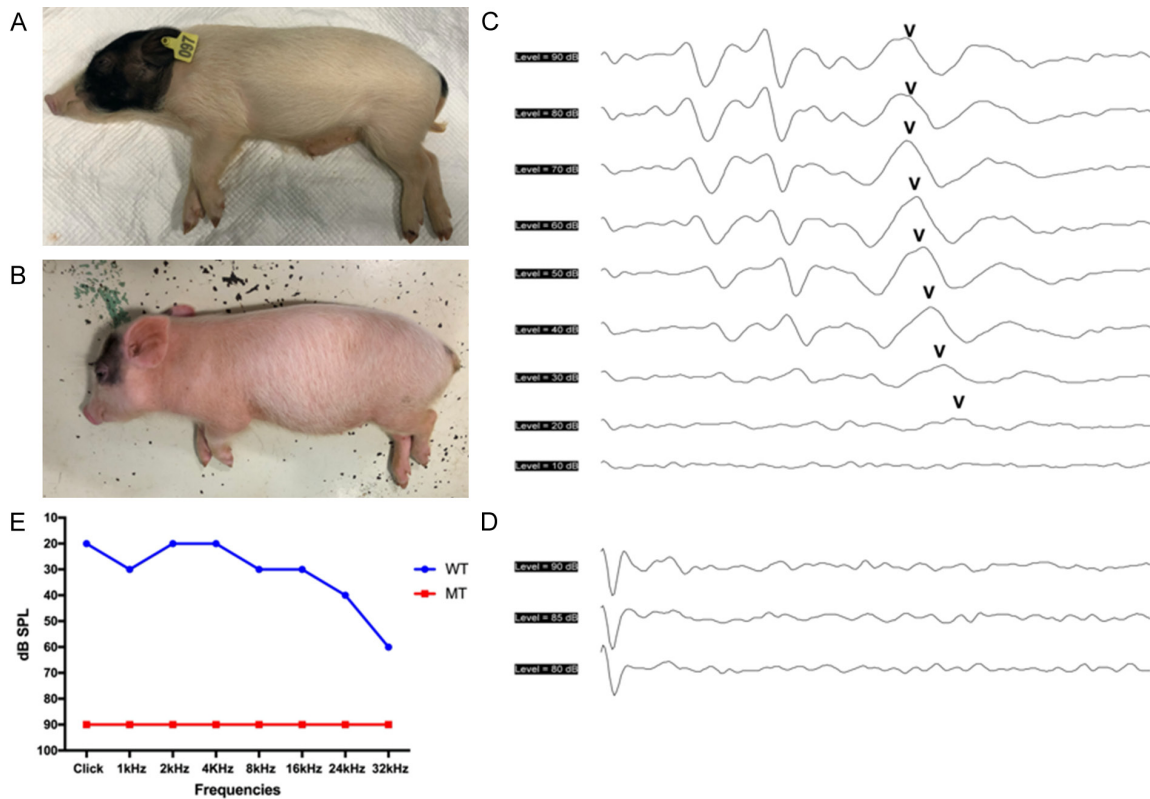 A
097
B
C
V
Level = 90 dB
V
Level = 80 dB
V
Level = 70 dB
V
Level = 60 dB
V
Level = 50 dB
V
Level = 40 dB
V
Level = 30 dB
V
Level = 20 dB
Level = 10 dB
D
Level = 90 dB
Level = 85 dB
Level = 80 dB
E
10
20
30
40
50
60
70
80
90
100
dB SPL
Click 1kHz 2kHz 4KHz 8kHz 16kHz 24kHz 32kHz
Frequencies
WT
MT